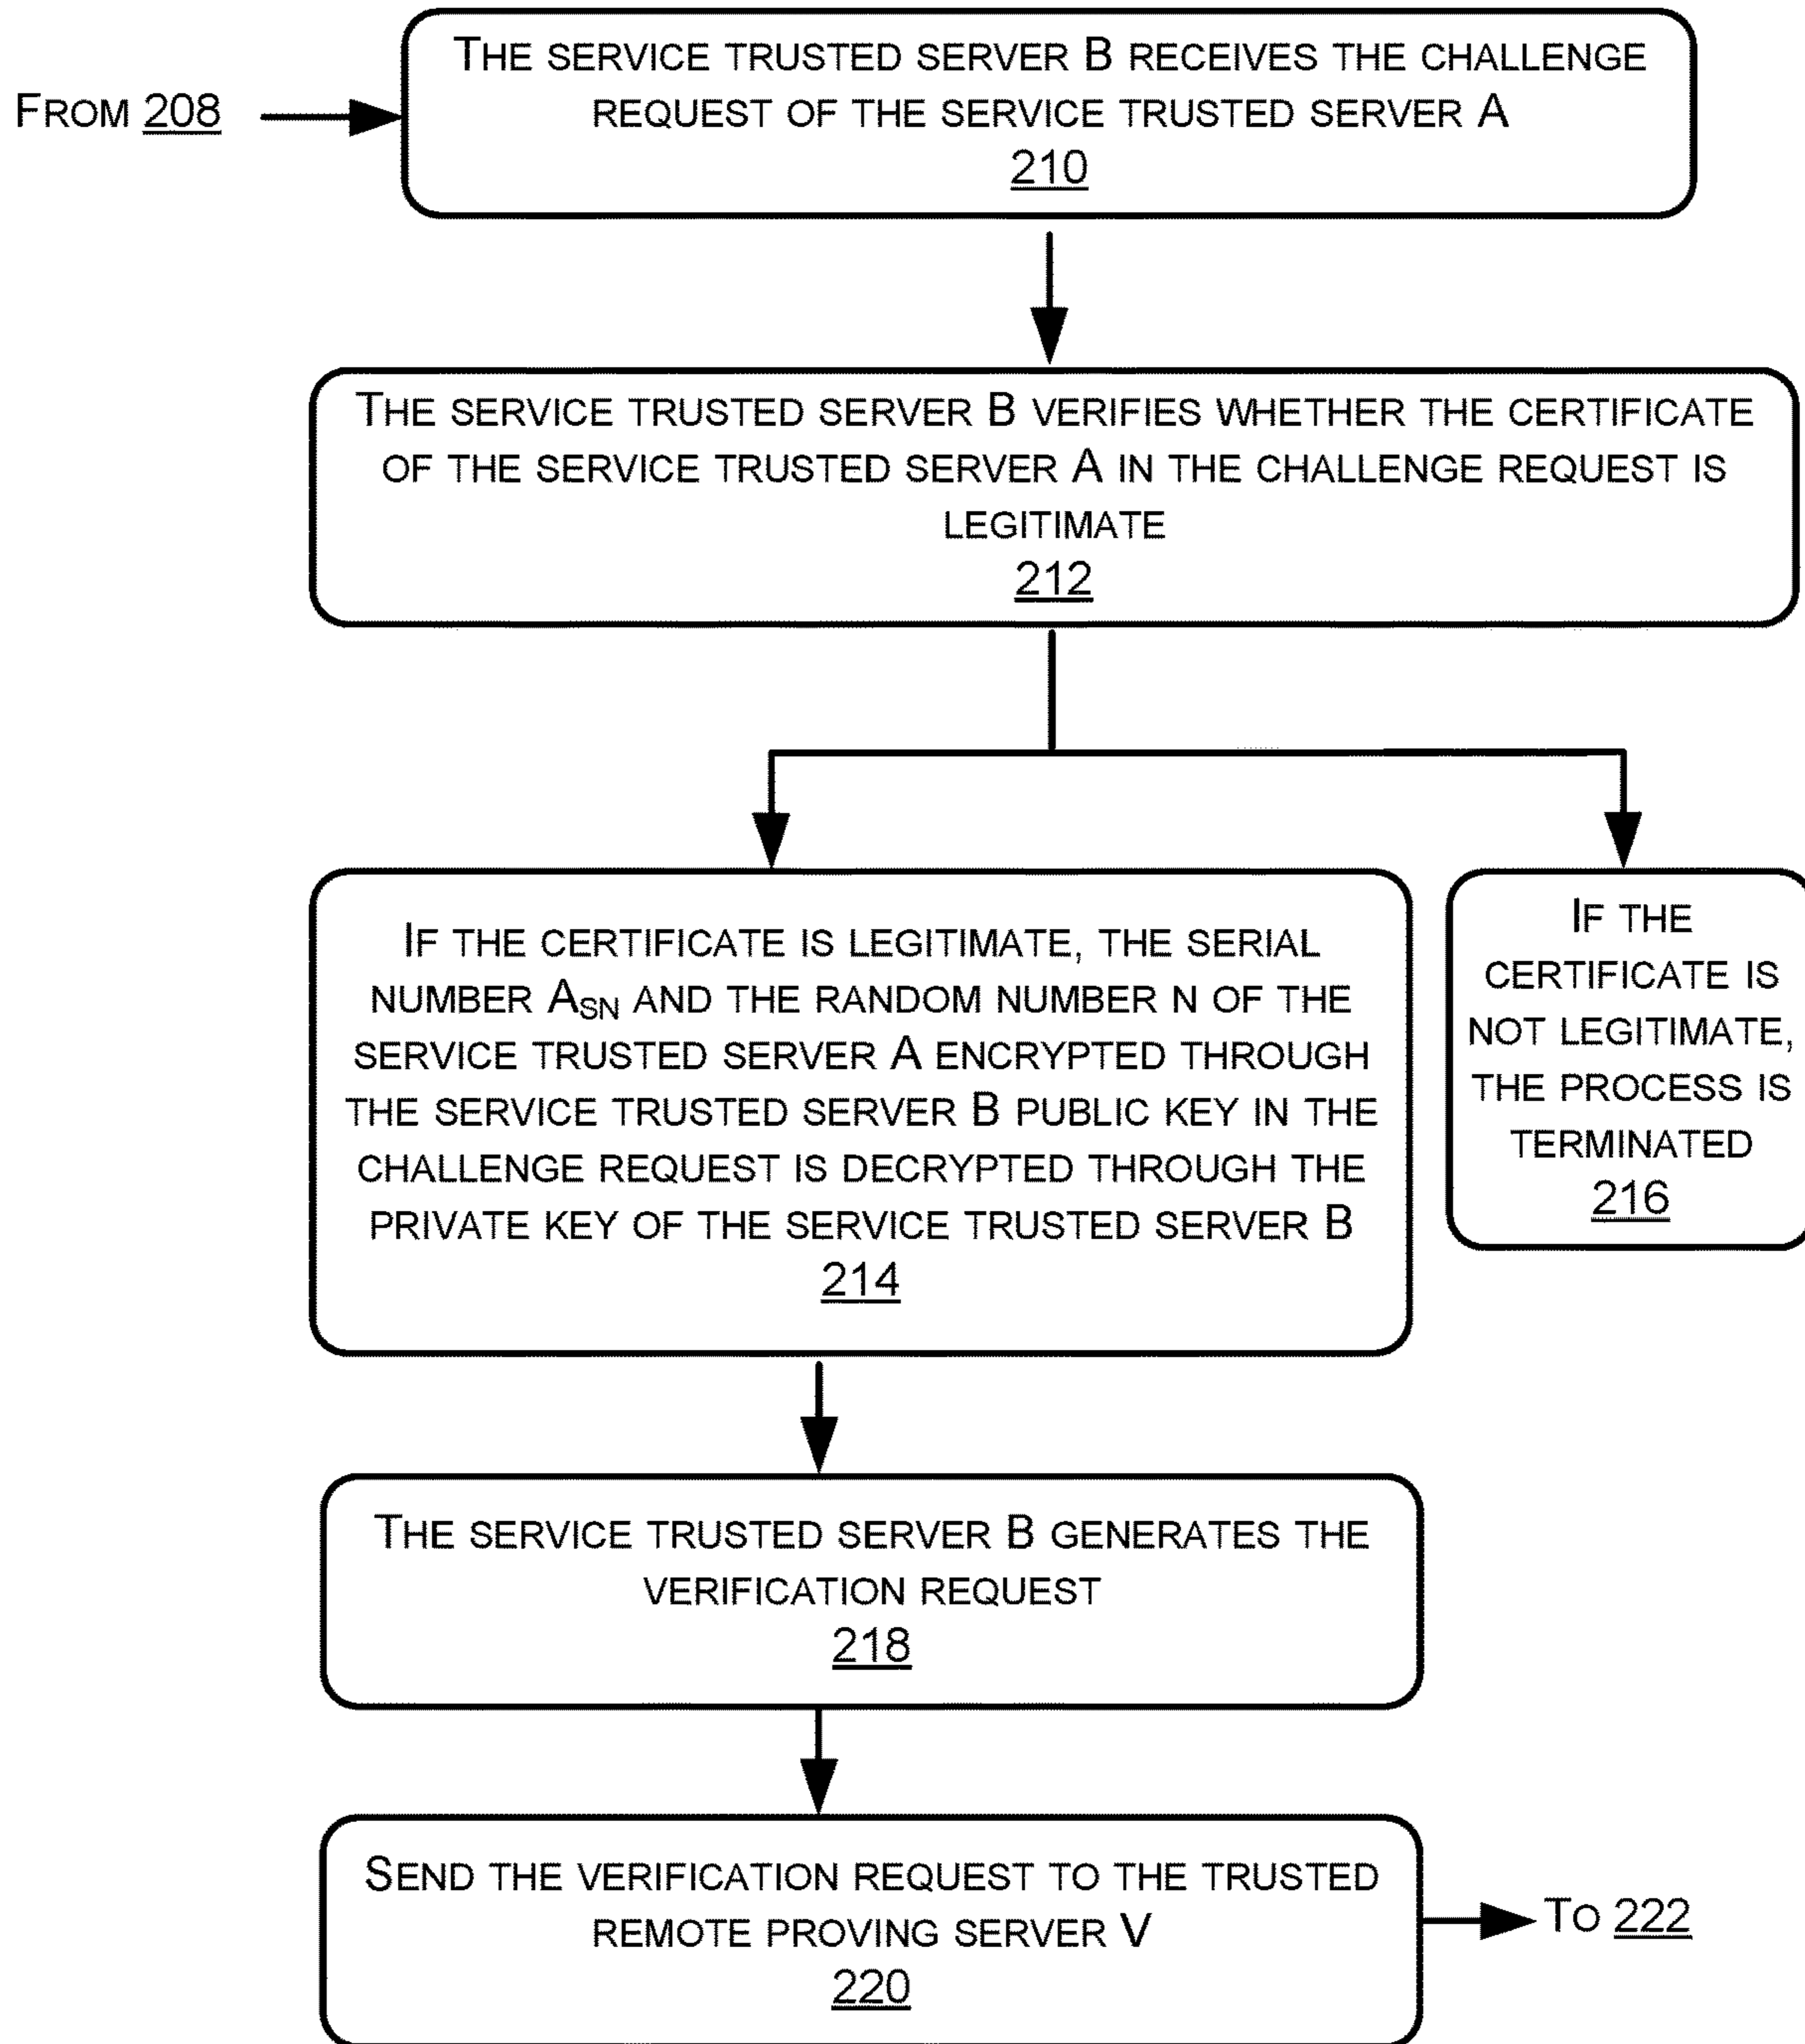 THE SERVICE TRUSTED SERVER B RECEIVES THE CHALLENGE
REQUEST OF THE SERVICE TRUSTED SERVER A
210
FROM 208
THE SERVICE TRUSTED SERVER B VERIFIES WHETHER THE CERTIFICATE
OF THE SERVICE TRUSTED SERVER A IN THE CHALLENGE REQUEST IS
LEGITIMATE
212
IF THE CERTIFICATE IS LEGITIMATE, THE SERIAL
NUMBER A_SN AND THE RANDOM NUMBER N OF THE
SERVICE TRUSTED SERVER A ENCRYPTED THROUGH
THE SERVICE TRUSTED SERVER B PUBLIC KEY IN THE
CHALLENGE REQUEST IS DECRYPTED THROUGH THE
PRIVATE KEY OF THE SERVICE TRUSTED SERVER B
214
IF THE
CERTIFICATE IS
NOT LEGITIMATE,
THE PROCESS IS
TERMINATED
216
THE SERVICE TRUSTED SERVER B GENERATES THE
VERIFICATION REQUEST
218
SEND THE VERIFICATION REQUEST TO THE TRUSTED
REMOTE PROVING SERVER V
220
TO 222